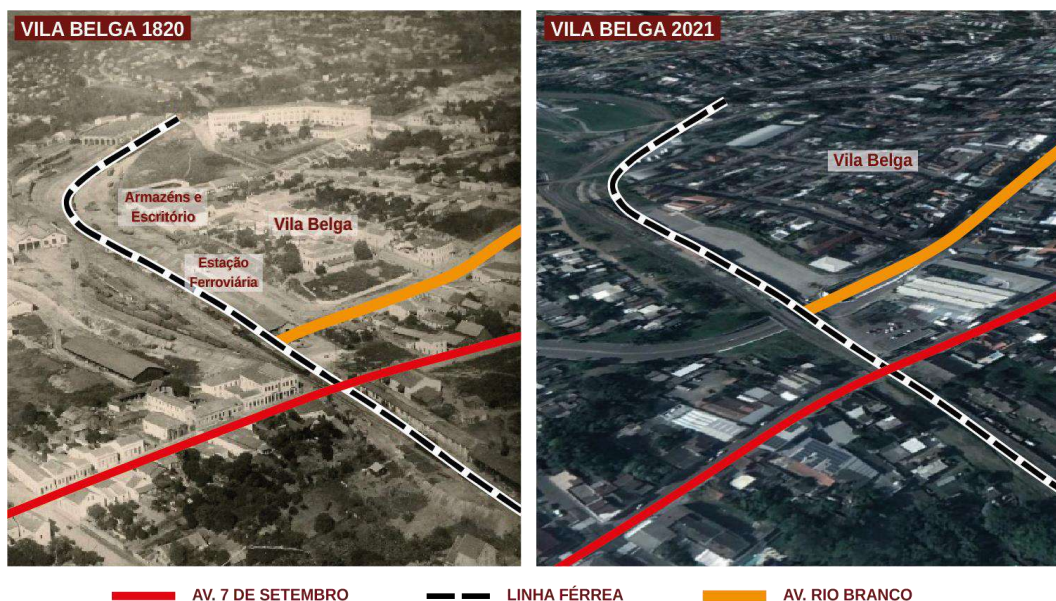 VILA BELGA 1820
Armazéns e
Escritório
Vila Belga
Estação
Ferroviária
VILA BELGA 2021
Vila Belga
AV. 7 DE SETEMBRO
LINHA FÉRREA
AV. RIO BRANCO